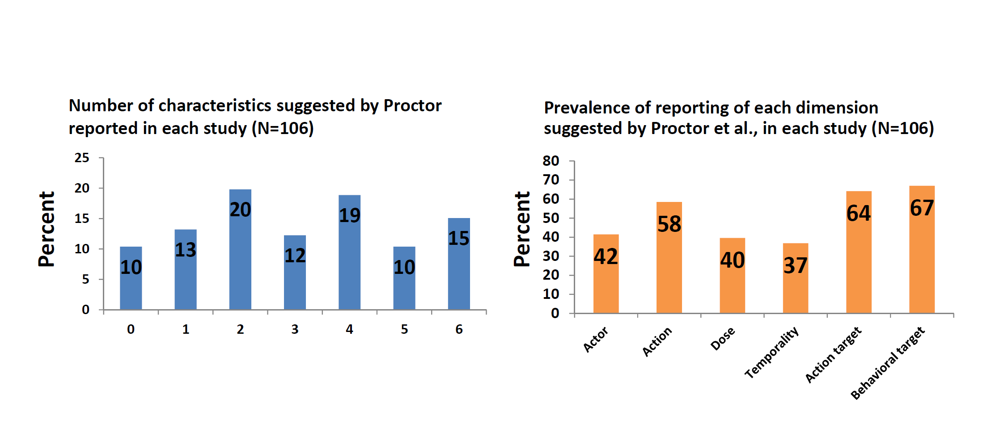 Number of characteristics suggested by Proctor
reported in each study (N=106)
Percent
25
20
15
10
5
0
10
13
20
12
19
10
15
0 1 2 3 4 5 6
Prevalence of reporting of each dimension
suggested by Proctor et al., in each study (N=106)
Percent
80
70
60
50
40
30
20
10
0
42
58
40
37
64
67
Actor
Action
Dose
Temporality
Action target
Behavioral target